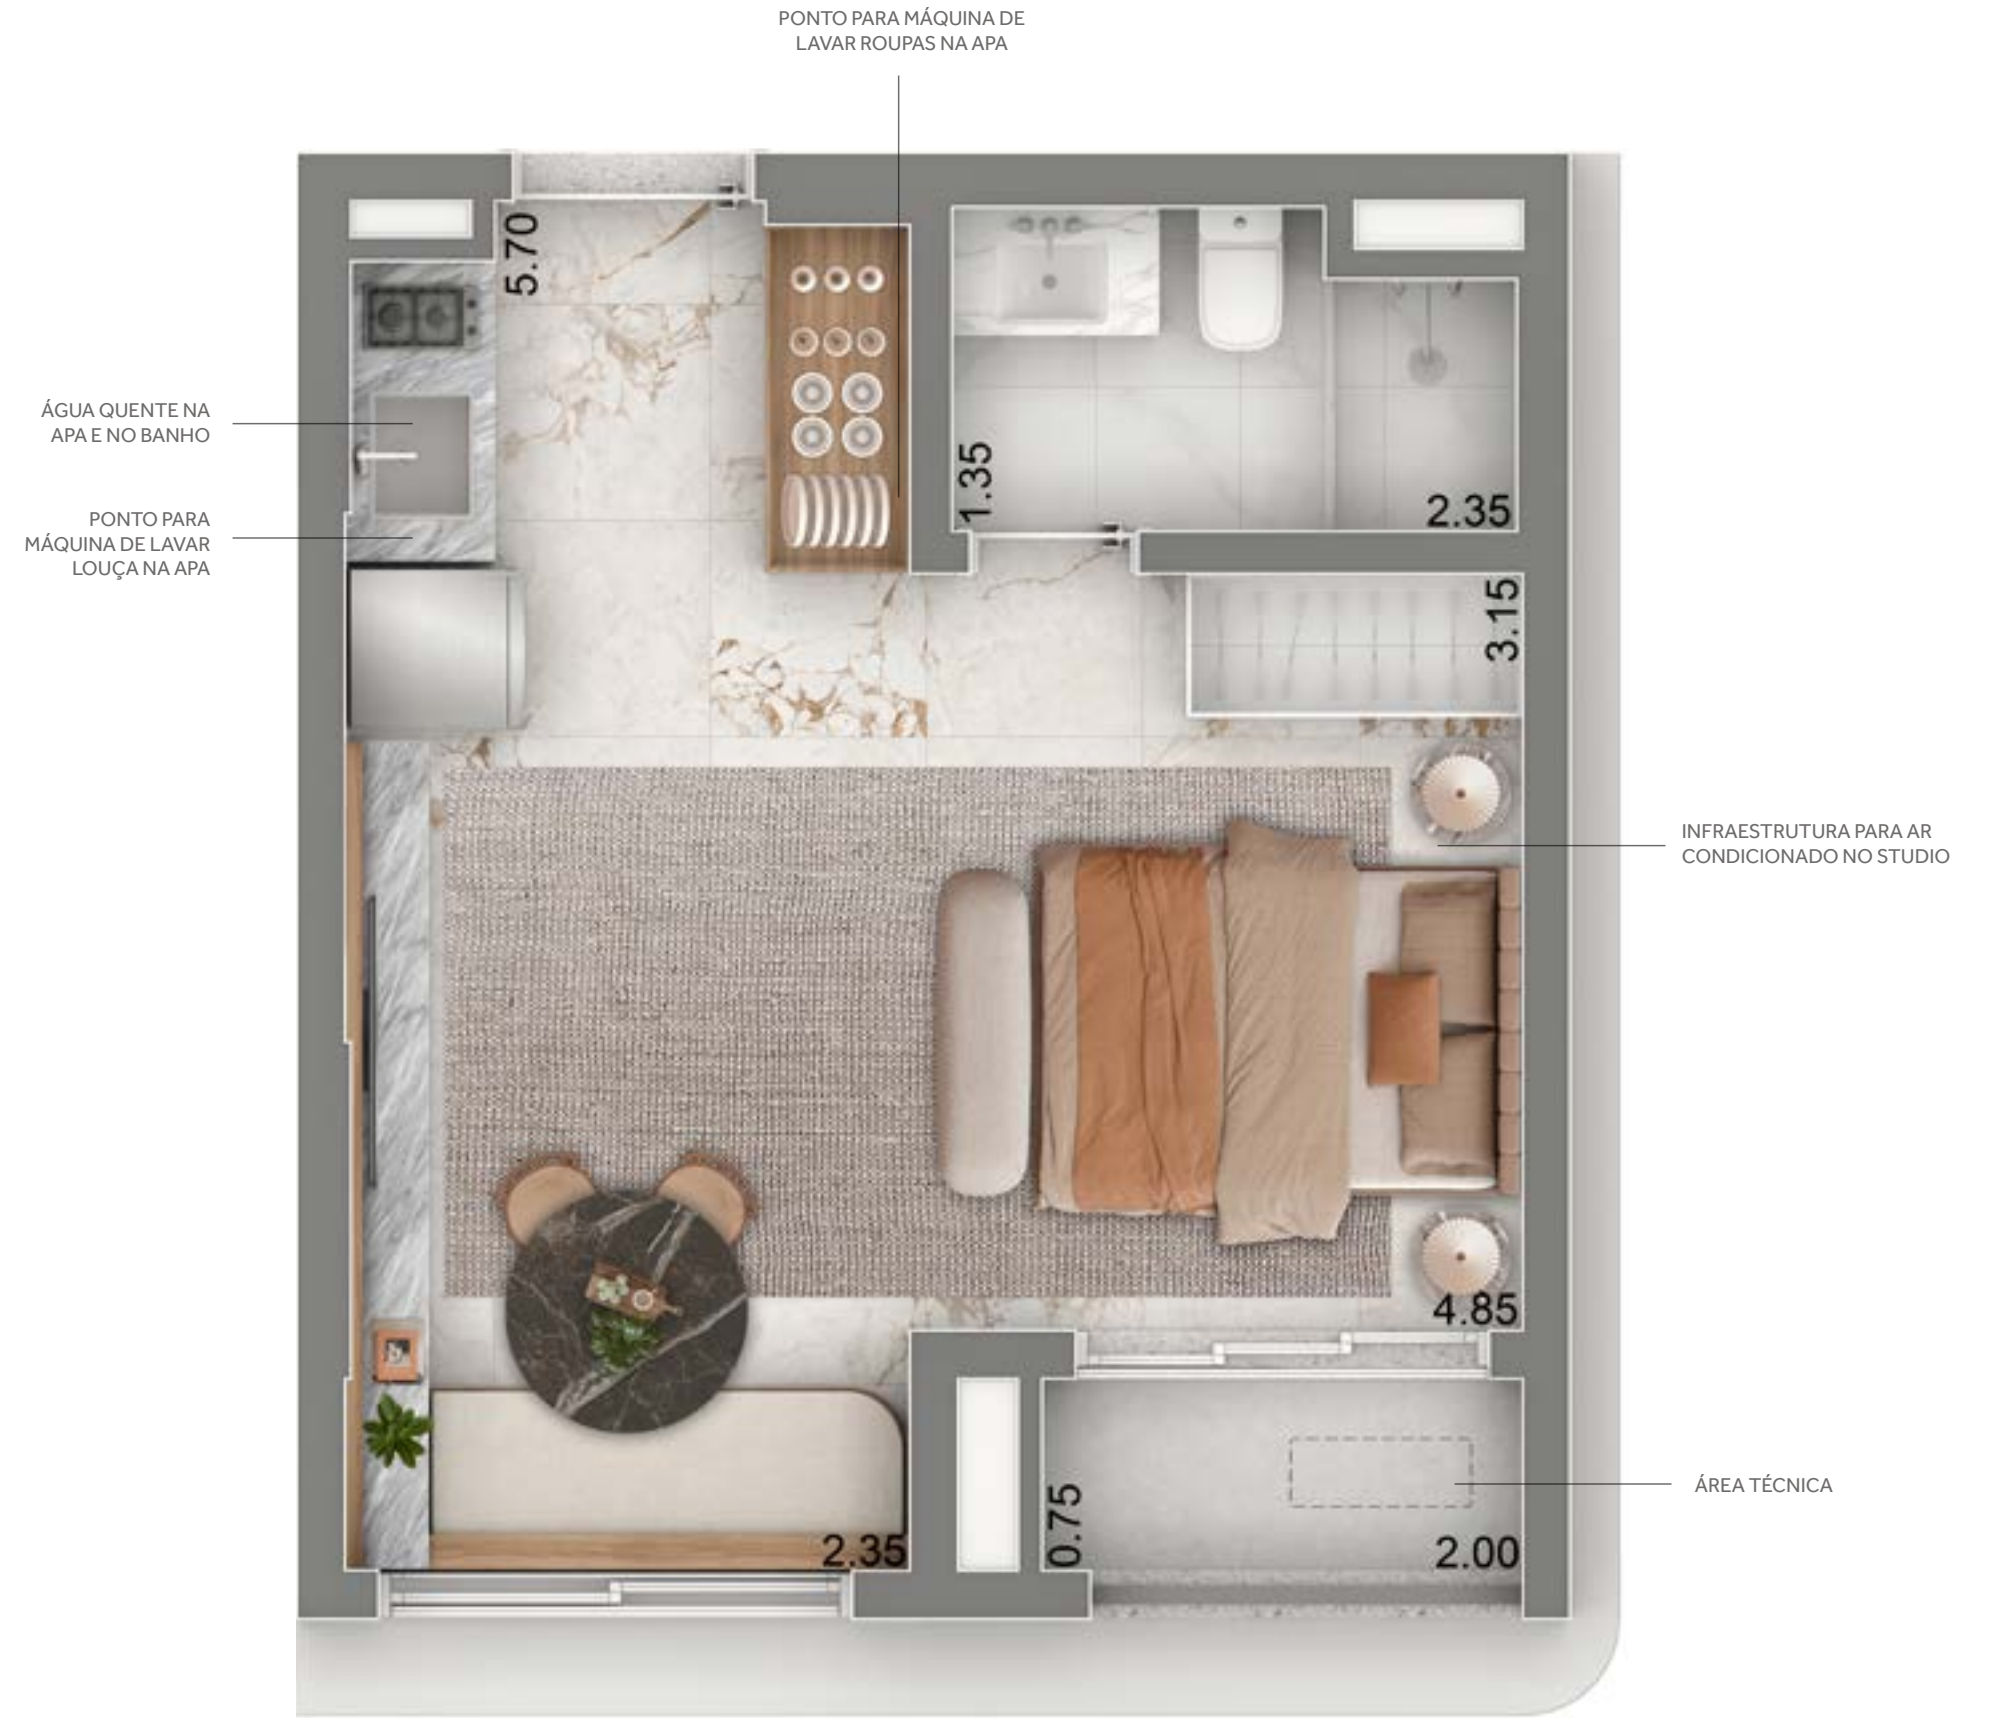 PONTO PARA MÁQUINA DE
LAVAR ROUPAS NA APA
5.70
ÁGUA QUENTE NA
APA E NO BANHO
1.35
2.35
PONTO PARA
MÁQUINA DE LAVAR
LOUÇA NA APA
3.15
INFRAESTRUTURA PARA AR
CONDICIONADO NO STUDIO
4.85
ÁREA TÉCNICA
0.75
2.35
2.00